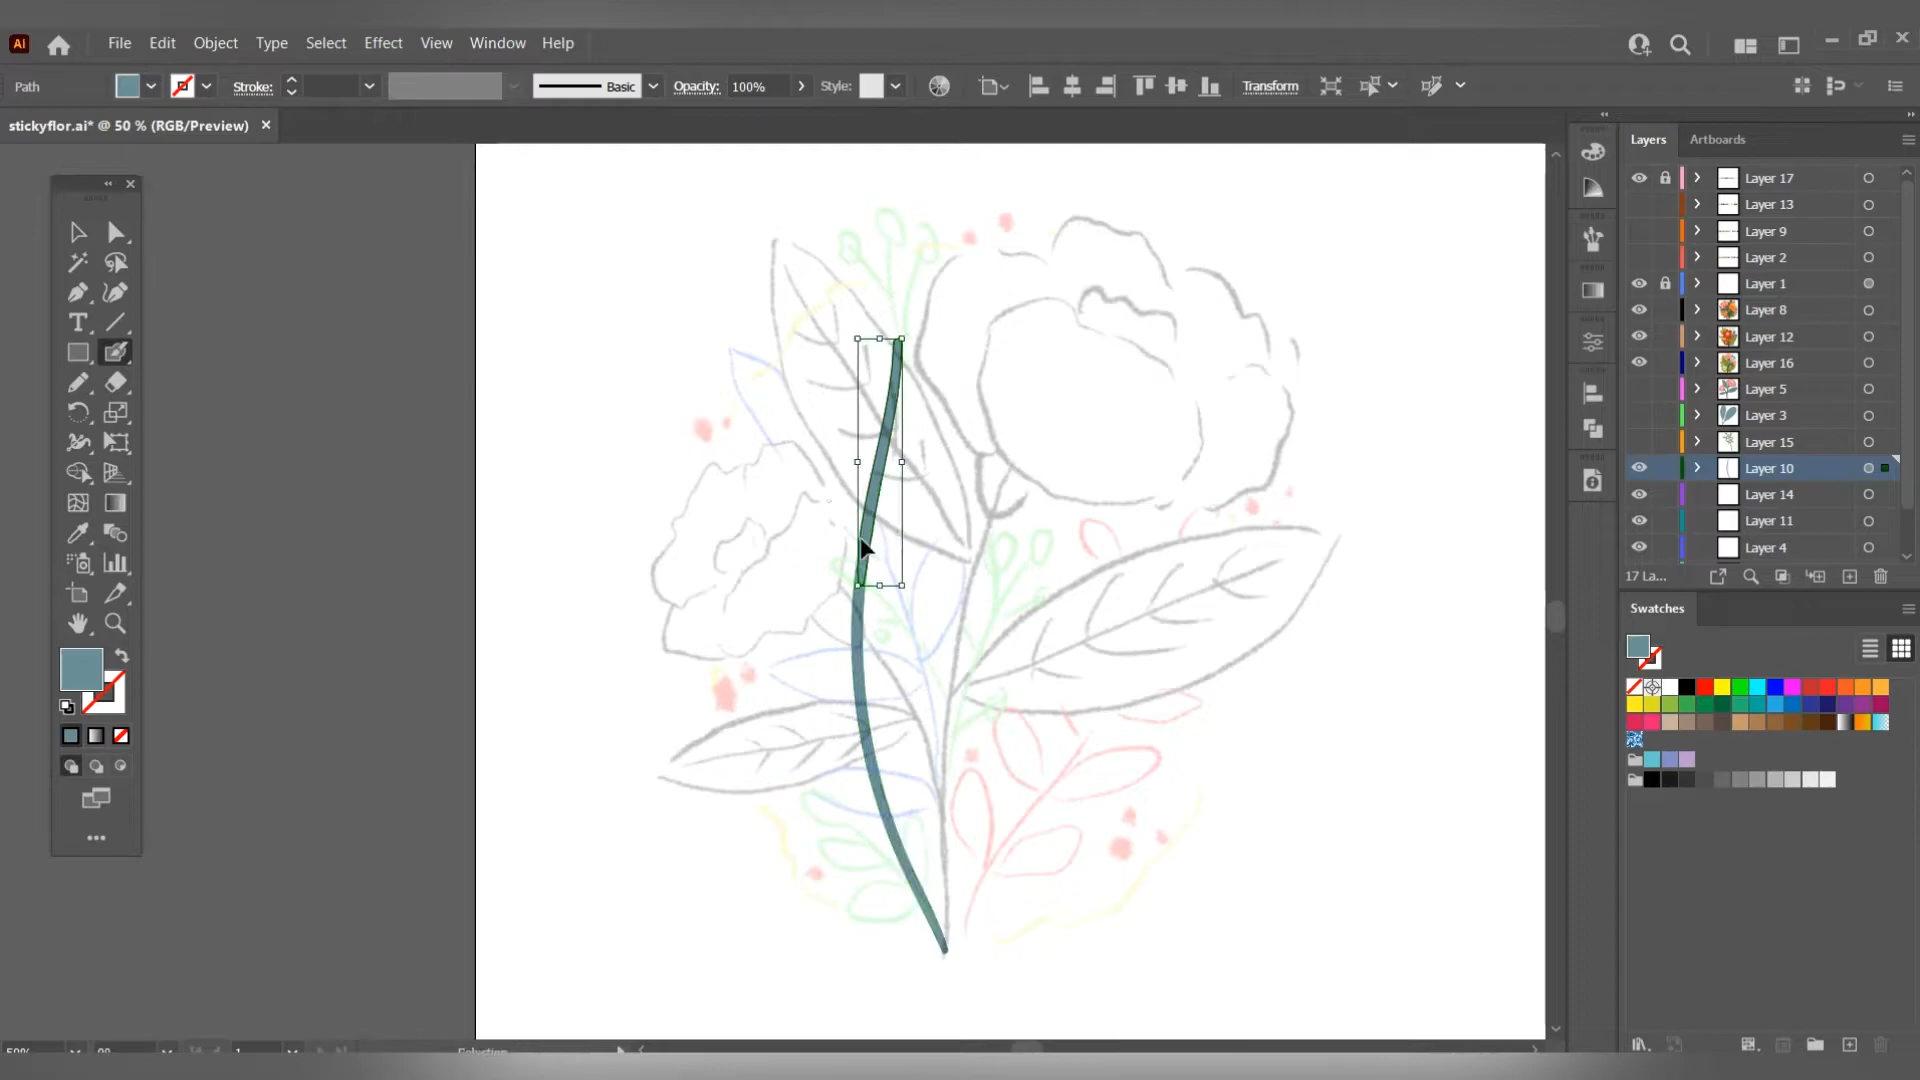 Ai File Edit Object Type Select Effect View Window Help
Path Stroke: Basic Opacity: 100% Style: Transform
stickyflor.ai* @ 50 % (RGB/Preview)
Layers Artboards
Layer 17
Layer 13
Layer 9
Layer 2
Layer 1
Layer 8
Layer 12
Layer 16
Layer 5
Layer 3
Layer 15
Layer 10
Layer 14
Layer 11
Layer 4
17 La...
Swatches